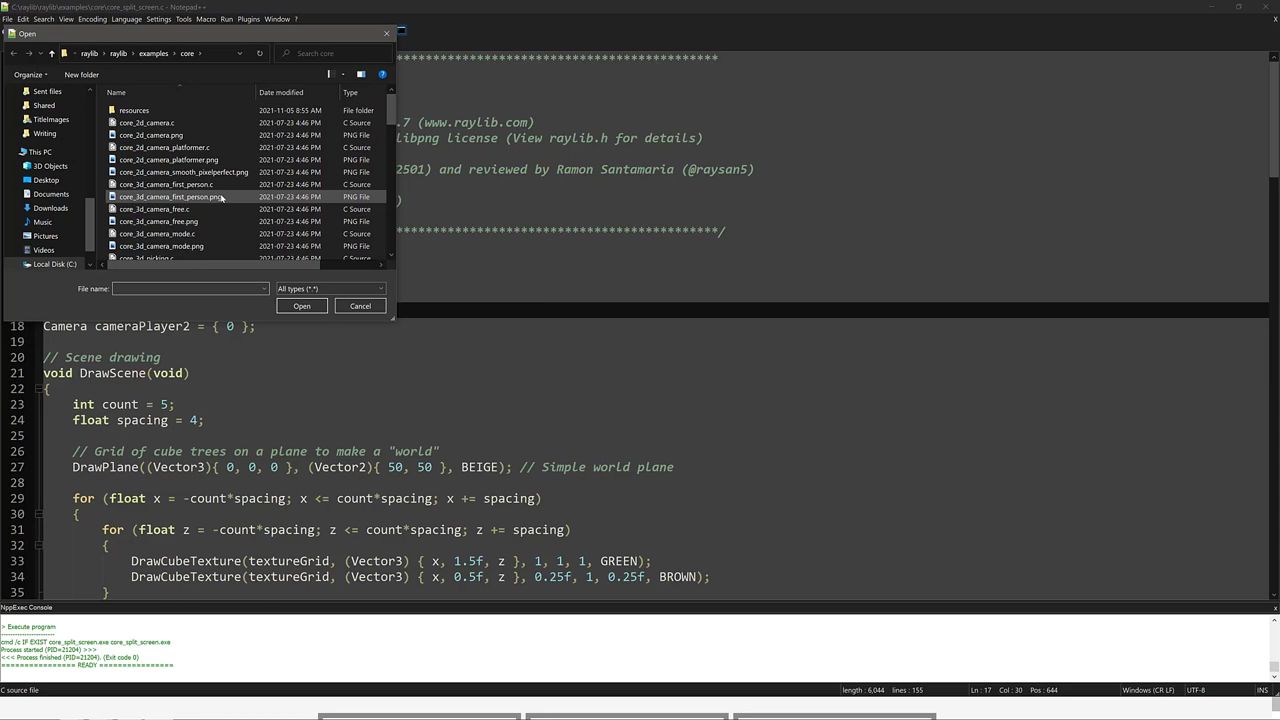 C:\raylib\raylib\examples\core\core_split_screen.c - Notepad++
File Edit Search View Encoding Language Settings Tools Macro Run Plugins Window ?
Open
raylib > raylib > examples > core >
Search core
Organize New folder
Name Date modified Type
Sent files
Shared
TitleImages
Writing
This PC
3D Objects
Desktop
Documents
Downloads
Music
Pictures
Videos
Local Disk (C:)
resources 2021-11-05 8:55 AM File folder
core_2d_camera.c 2021-07-23 4:46 PM C Source
core_2d_camera.png 2021-07-23 4:46 PM PNG File
core_2d_camera_platformer.c 2021-07-23 4:46 PM C Source
core_2d_camera_platformer.png 2021-07-23 4:46 PM PNG File
core_2d_camera_smooth_pixelperfect.png 2021-07-23 4:46 PM PNG File
core_3d_camera_first_person.c 2021-07-23 4:46 PM C Source
core_3d_camera_first_person.png 2021-07-23 4:46 PM PNG File
core_3d_camera_free.c 2021-07-23 4:46 PM C Source
core_3d_camera_free.png 2021-07-23 4:46 PM PNG File
core_3d_camera_mode.c 2021-07-23 4:46 PM C Source
core_3d_camera_mode.png 2021-07-23 4:46 PM PNG File
core_3d_picking.c 2021-07-23 4:46 PM C Source
File name: All types (*.*)
Open Cancel
*******************************************
.7 (www.raylib.com)
libpng license (View raylib.h for details)
2501) and reviewed by Ramon Santamaria (@raysan5)
)
********************************************/
18 Camera cameraPlayer2 = { 0 };
19
20 // Scene drawing
21 void DrawScene(void)
22 {
23 int count = 5;
24 float spacing = 4;
25
26 // Grid of cube trees on a plane to make a "world"
27 DrawPlane((Vector3){ 0, 0, 0 }, (Vector2){ 50, 50 }, BEIGE); // Simple world plane
28
29 for (float x = -count*spacing; x <= count*spacing; x += spacing)
30 {
31 for (float z = -count*spacing; z <= count*spacing; z += spacing)
32 {
33 DrawCubeTexture(textureGrid, (Vector3) { x, 1.5f, z }, 1, 1, 1, GREEN);
34 DrawCubeTexture(textureGrid, (Vector3) { x, 0.5f, z }, 0.25f, 1, 0.25f, BROWN);
35 }
NppExec Console
> Execute program
----------------------
cmd /c IF EXIST core_split_screen.exe core_split_screen.exe
Process started (PID=21204) >>>
<<< Process finished (PID=21204). (Exit code 0)
================ READY ================
C source file length : 6,044 lines : 155 Ln : 17 Col : 30 Pos : 644 Windows (CR LF) UTF-8 INS